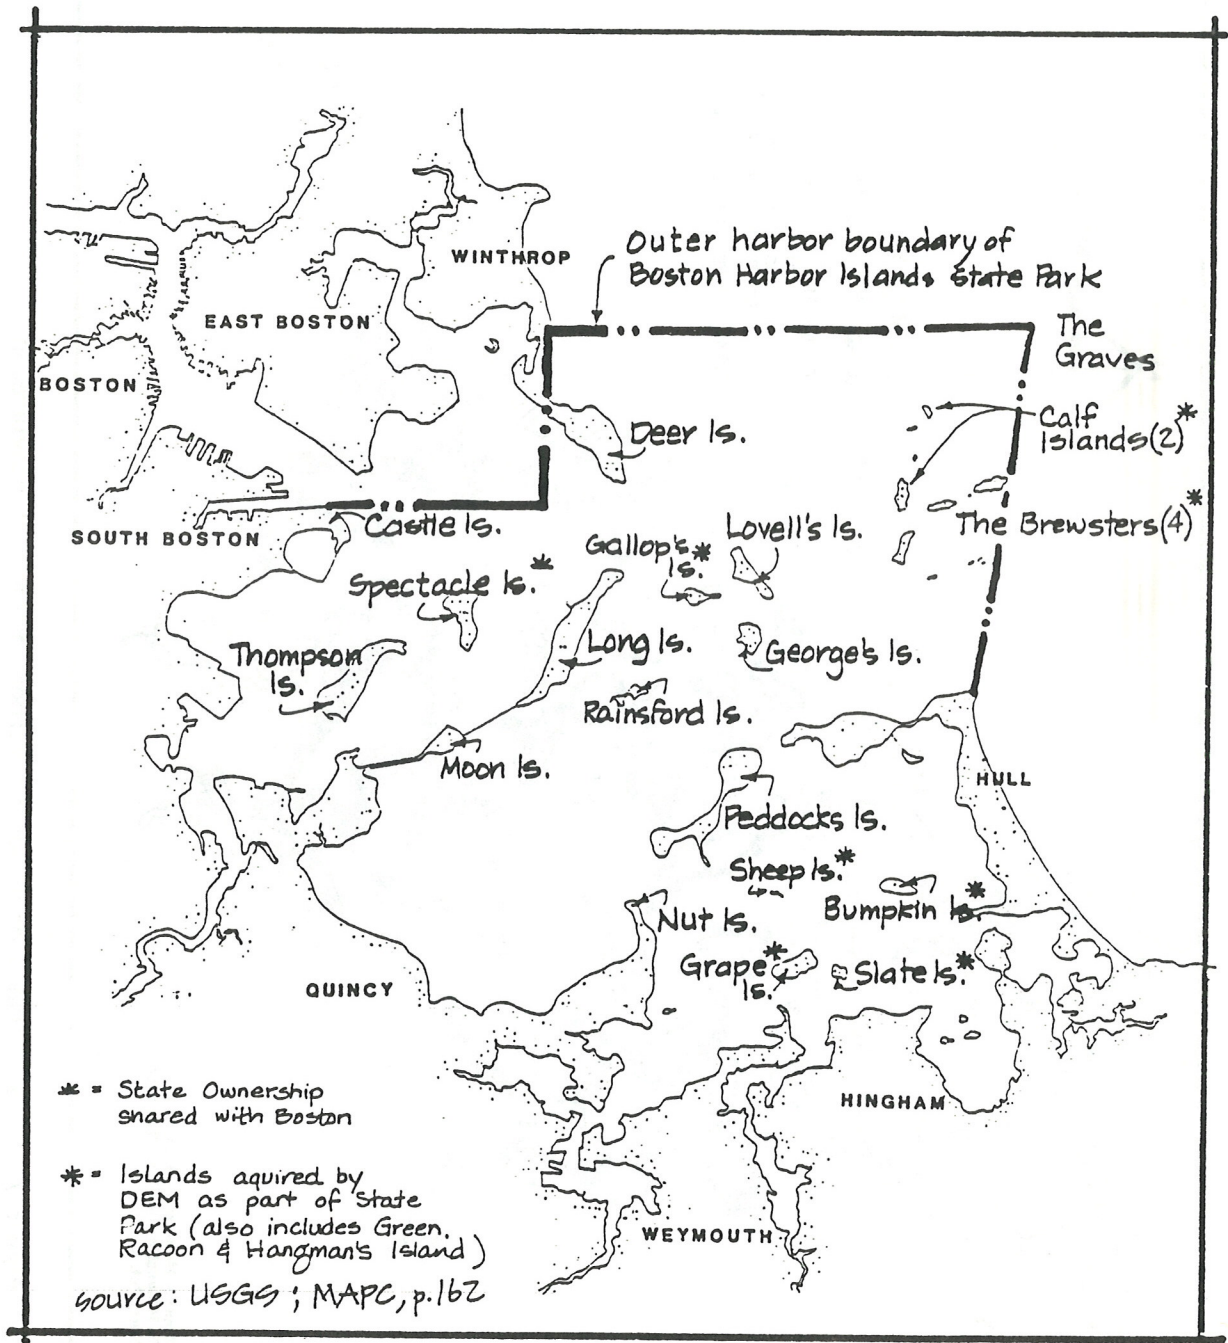 Outer harbor boundary of
Boston Harbor Islands State Park
WINTHROP
EAST BOSTON
The
Graves
BOSTON
Calf
Islands(2)*
Deer Is.
Castle Is.
Lovell's Is.
The Brewsters(4)*
SOUTH BOSTON
Gallop's
Is.*
Spectacle Is.*
Long Is.
George's Is.
Thompson
Is.
Rainsford Is.
Moon Is.
HULL
Peddocks Is.
Sheep Is.*
Bumpkin Is.*
Nut Is.
Grape*
Is.
Slate Is.*
QUINCY
* = State Ownership
shared with Boston
HINGHAM
* = Islands aquired by
DEM as part of State
Park (also includes Green,
Racoon & Hangman's Island)
WEYMOUTH
source: USGS; MAPC, p.162